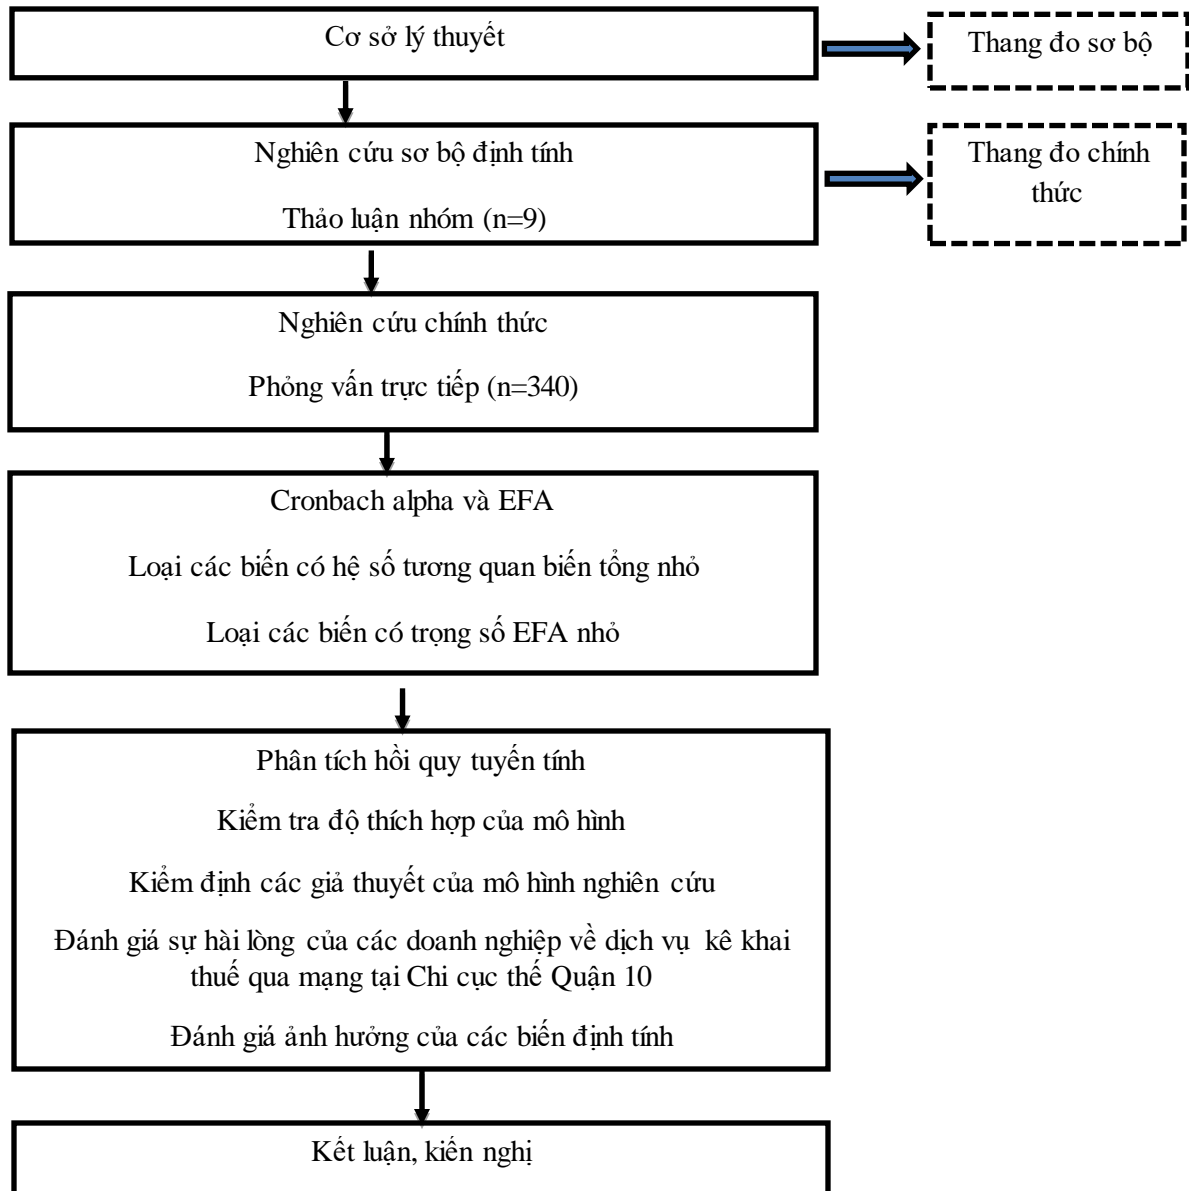 Cơ sở lý thuyết
Thang đo sơ bộ
Nghiên cứu sơ bộ định tính
Thảo luận nhóm (n=9)
Thang đo chính
thức
Nghiên cứu chính thức
Phỏng vấn trực tiếp (n=340)
Cronbach alpha và EFA
Loại các biến có hệ số tương quan biến tổng nhỏ
Loại các biến có trọng số EFA nhỏ
Phân tích hồi quy tuyến tính
Kiểm tra độ thích hợp của mô hình
Kiểm định các giả thuyết của mô hình nghiên cứu
Đánh giá sự hài lòng của các doanh nghiệp về dịch vụ kê khai
thuế qua mạng tại Chi cục thế Quận 10
Đánh giá ảnh hưởng của các biến định tính
Kết luận, kiến nghị